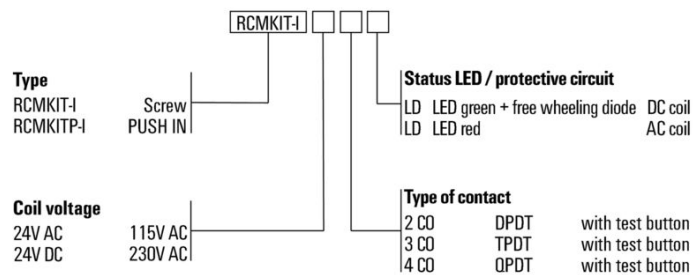 RCMKIT-I
Type
RCMKIT-I Screw
RCMKITP-I PUSH IN
Status LED / protective circuit
LD LED green + free wheeling diode DC coil
LD LED red AC coil
Coil voltage
24V AC 115V AC
24V DC 230V AC
Type of contact
2 CO DPDT with test button
3 CO TPDT with test button
4 CO QPDT with test button